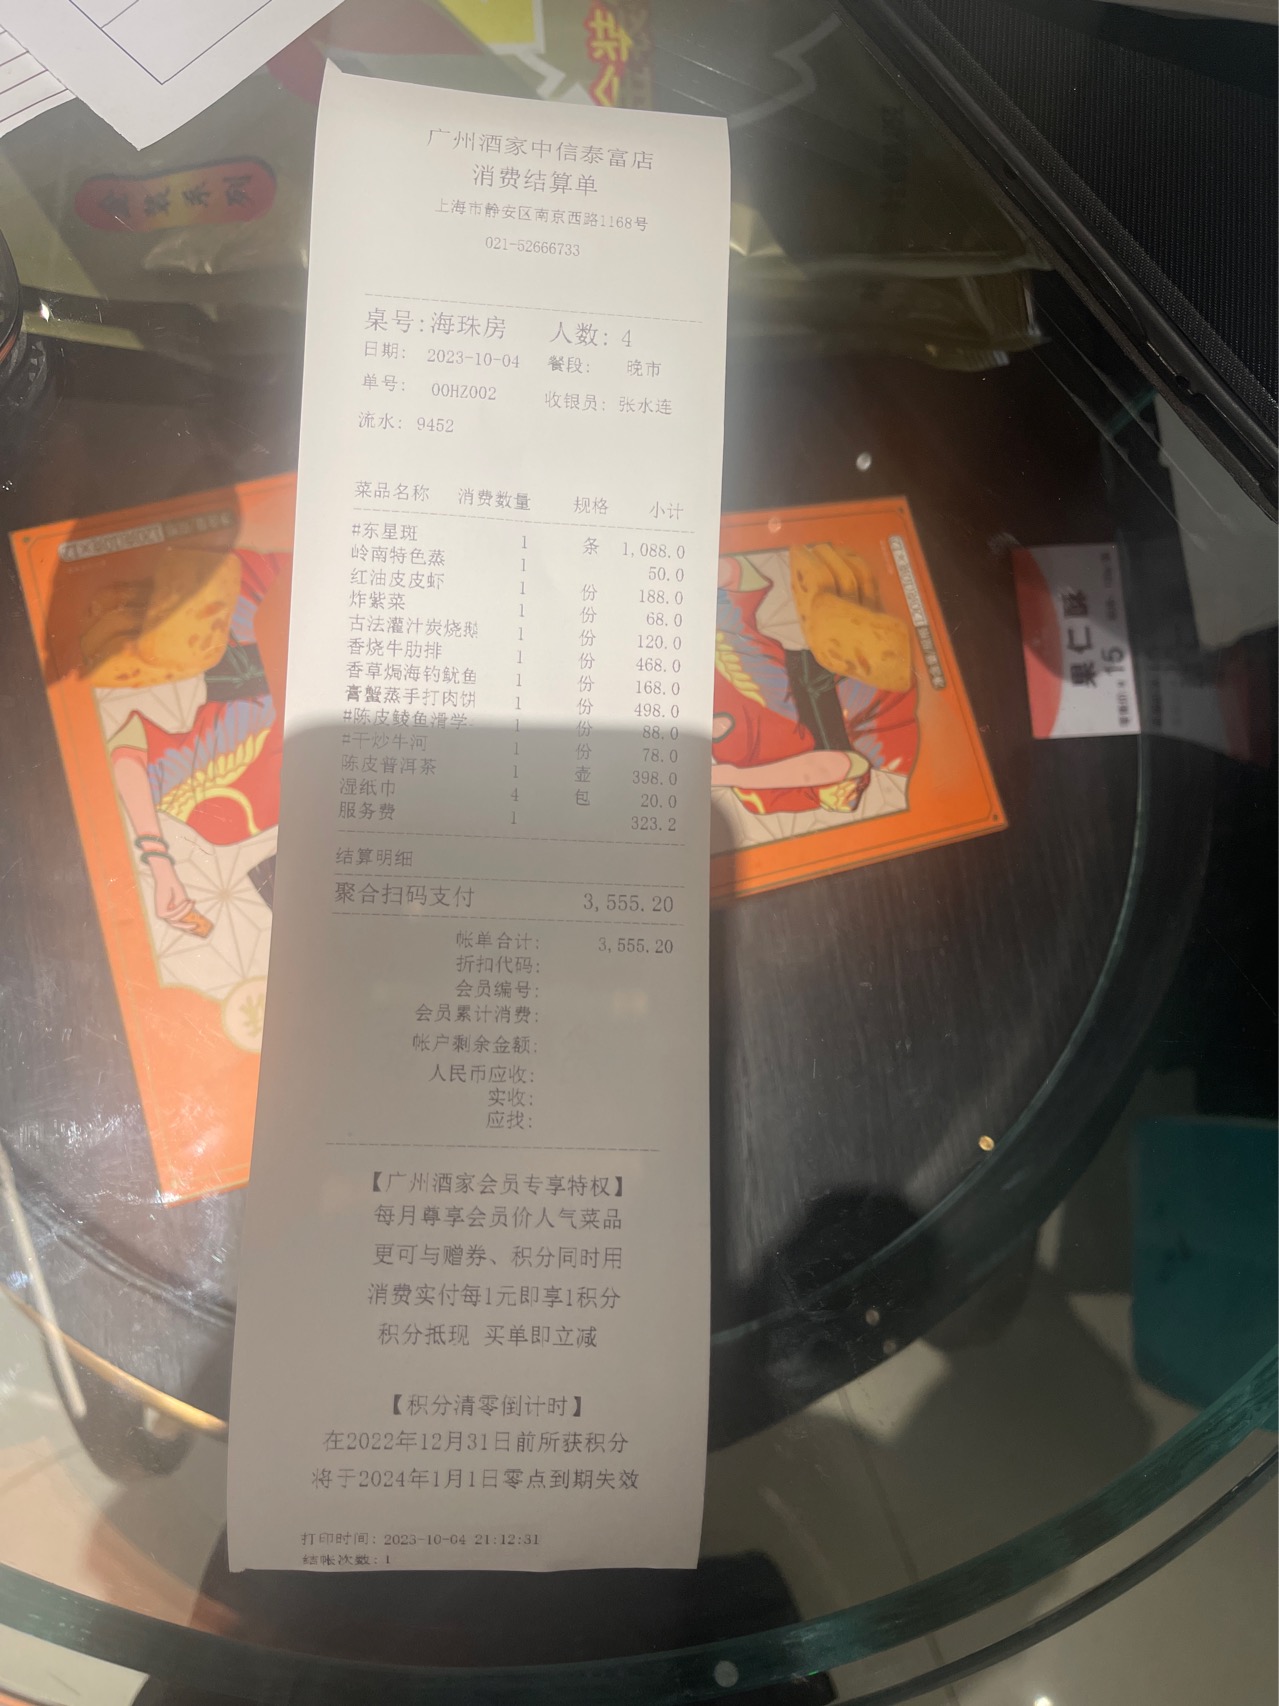 广州酒家中信泰富店
消费结算单
上海市静安区南京西路1168号
021-52666733
桌号:海珠房 人数: 4
日期: 2023-10-04 餐段: 晚市
单号: 00HZ002 收银员: 张水连
流水: 9452
菜品名称 消费数量 规格 小计
#东星斑 1 条 1,088.0
岭南特色蒸 1 50.0
红油皮皮虾 1 份 188.0
炸紫菜 1 份 68.0
古法灌汁炭烧鹅 1 份 120.0
香烧牛肋排 1 份 468.0
香草焗海钓鱿鱼 1 份 168.0
膏蟹蒸手打肉饼 1 份 498.0
#陈皮鲮鱼滑学 1 份 88.0
#干炒牛河 1 份 78.0
陈皮普洱茶 1 壶 398.0
湿纸巾 4 包 20.0
服务费 1 323.2
结算明细
聚合扫码支付 3,555.20
帐单合计: 3,555.20
折扣代码:
会员编号:
会员累计消费:
帐户剩余金额:
人民币应收:
实收:
应找:
【广州酒家会员专享特权】
每月尊享会员价人气菜品
更可与赠券、积分同时用
消费实付每1元即享1积分
积分抵现 买单即立减
【积分清零倒计时】
在2022年12月31日前所获积分
将于2024年1月1日零点到期失效
打印时间: 2023-10-04 21:12:31
结帐次数: 1
金装系列
果仁酥
15